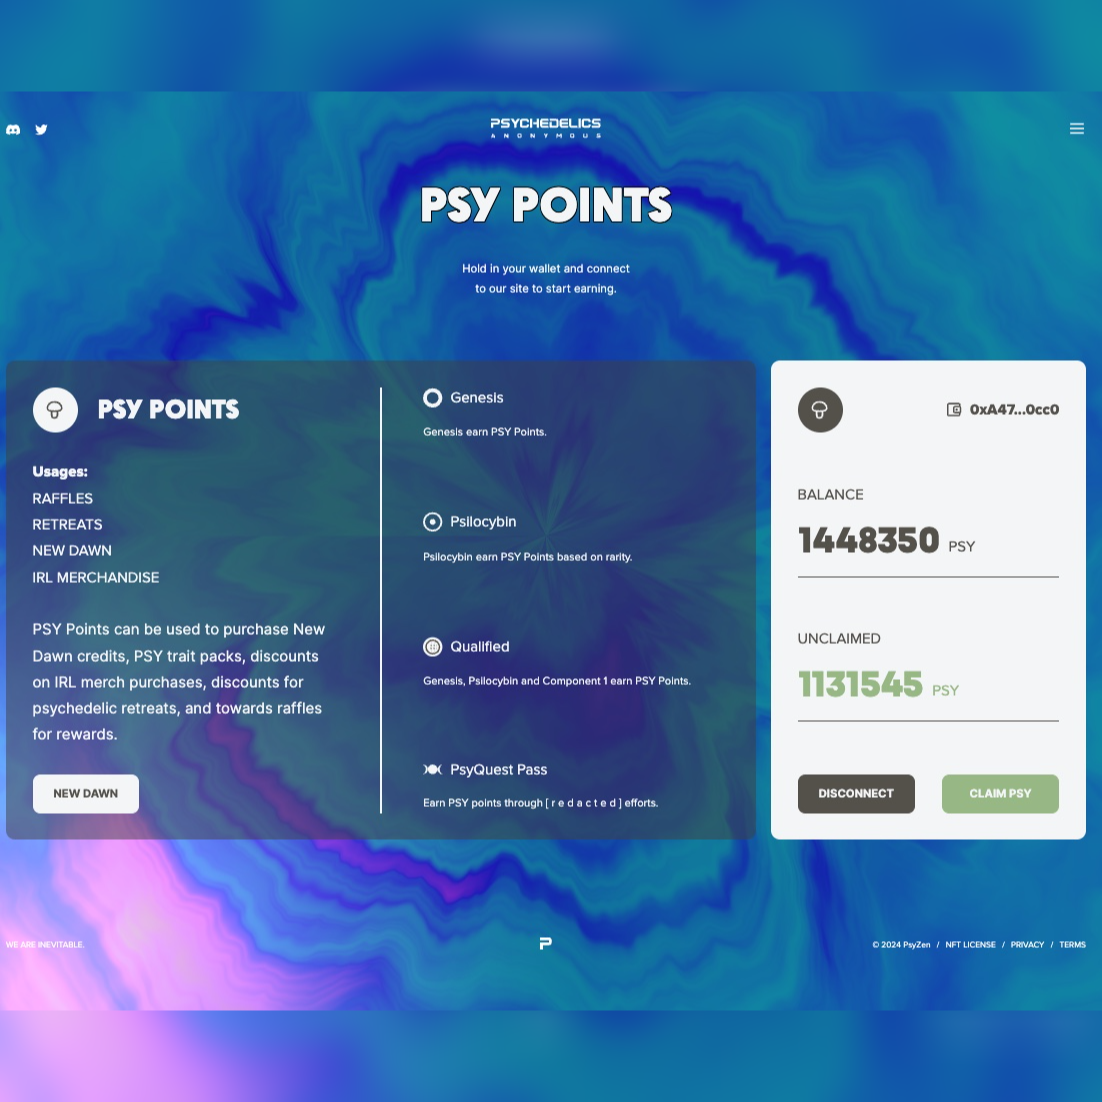 PSYCHEDELICS
ANONYMOUS
PSY POINTS
Hold in your wallet and connect
to our site to start earning.
PSY POINTS
Usages:
RAFFLES
RETREATS
NEW DAWN
IRL MERCHANDISE
PSY Points can be used to purchase New
Dawn credits, PSY trait packs, discounts
on IRL merch purchases, discounts for
psychedelic retreats, and towards raffles
for rewards.
NEW DAWN
Genesis
Genesis earn PSY Points.
Psilocybin
Psilocybin earn PSY Points based on rarity.
Qualified
Genesis, Psilocybin and Component 1 earn PSY Points.
PsyQuest Pass
Earn PSY points through [ r e d a c t e d ] efforts.
0xA47...0cc0
BALANCE
1448350 PSY
UNCLAIMED
1131545 PSY
DISCONNECT
CLAIM PSY
WE ARE INEVITABLE.
© 2024 PsyZen / NFT LICENSE / PRIVACY / TERMS